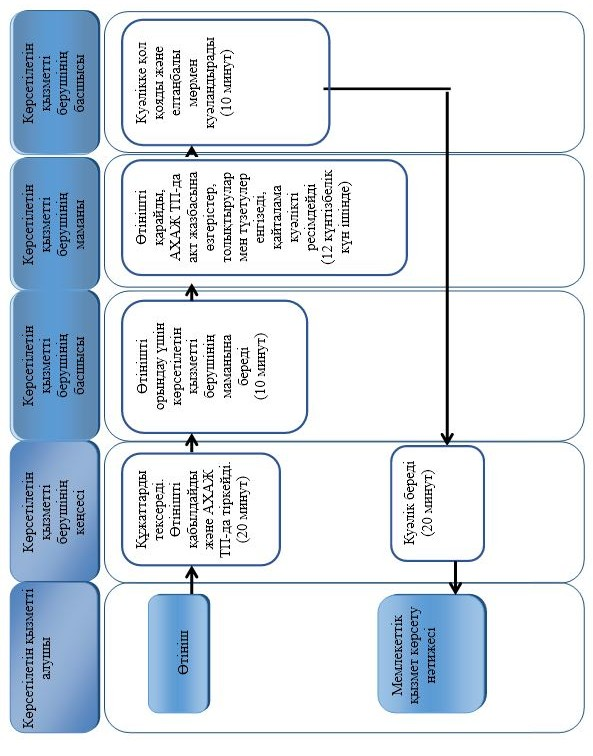 Көрсетілетін қызметті
алушы
Көрсетілетін
қызметті
берушінің
кеңсесі
Көрсетілетін
қызметті
берушінің
басшысы
Көрсетілетін
қызметті
берушінің
маманы
Көрсетілетін
қызметті
берушінің
басшысы
Өтініш
Құжаттарды
тексереді.
Өтінішті
қабылдайды
және АХАЖ
ТП-да тіркейді.
(20 минут)
Өтінішті
орындау үшін
көрсетілетін
қызметті
берушінің
маманына
береді
(10 минут)
Өтінішті
қарайды,
АХАЖ ТП-да
акт жазбасына
өзгерістер,
толықтырулар
мен түзетулер
енгізеді,
қайталама
куәлікті
ресімдейді
(12 күнтізбелік
күн ішінде)
Куәлікке қол
қояды және
елтаңбалы
мөрмен
куәландырады
(10 минут)
Куәлік береді
(20 минут)
Мемлекеттік
қызмет көрсету
нәтижесі